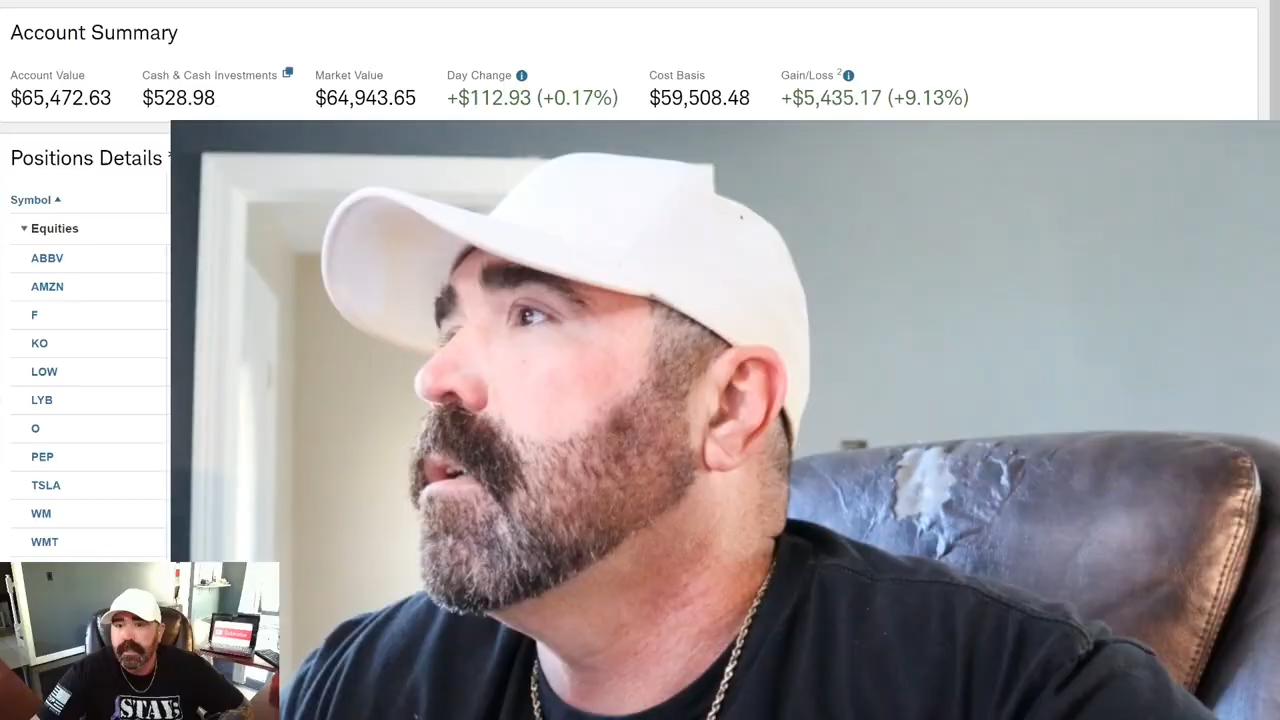 Account Summary
Account Value Cash & Cash Investments Market Value Day Change Cost Basis Gain/Loss 2
$65,472.63 $528.98 $64,943.65 +$112.93 (+0.17%) $59,508.48 +$5,435.17 (+9.13%)
Positions Details
Symbol
Equities
ABBV
AMZN
F
KO
LOW
LYB
O
PEP
TSLA
WM
WMT